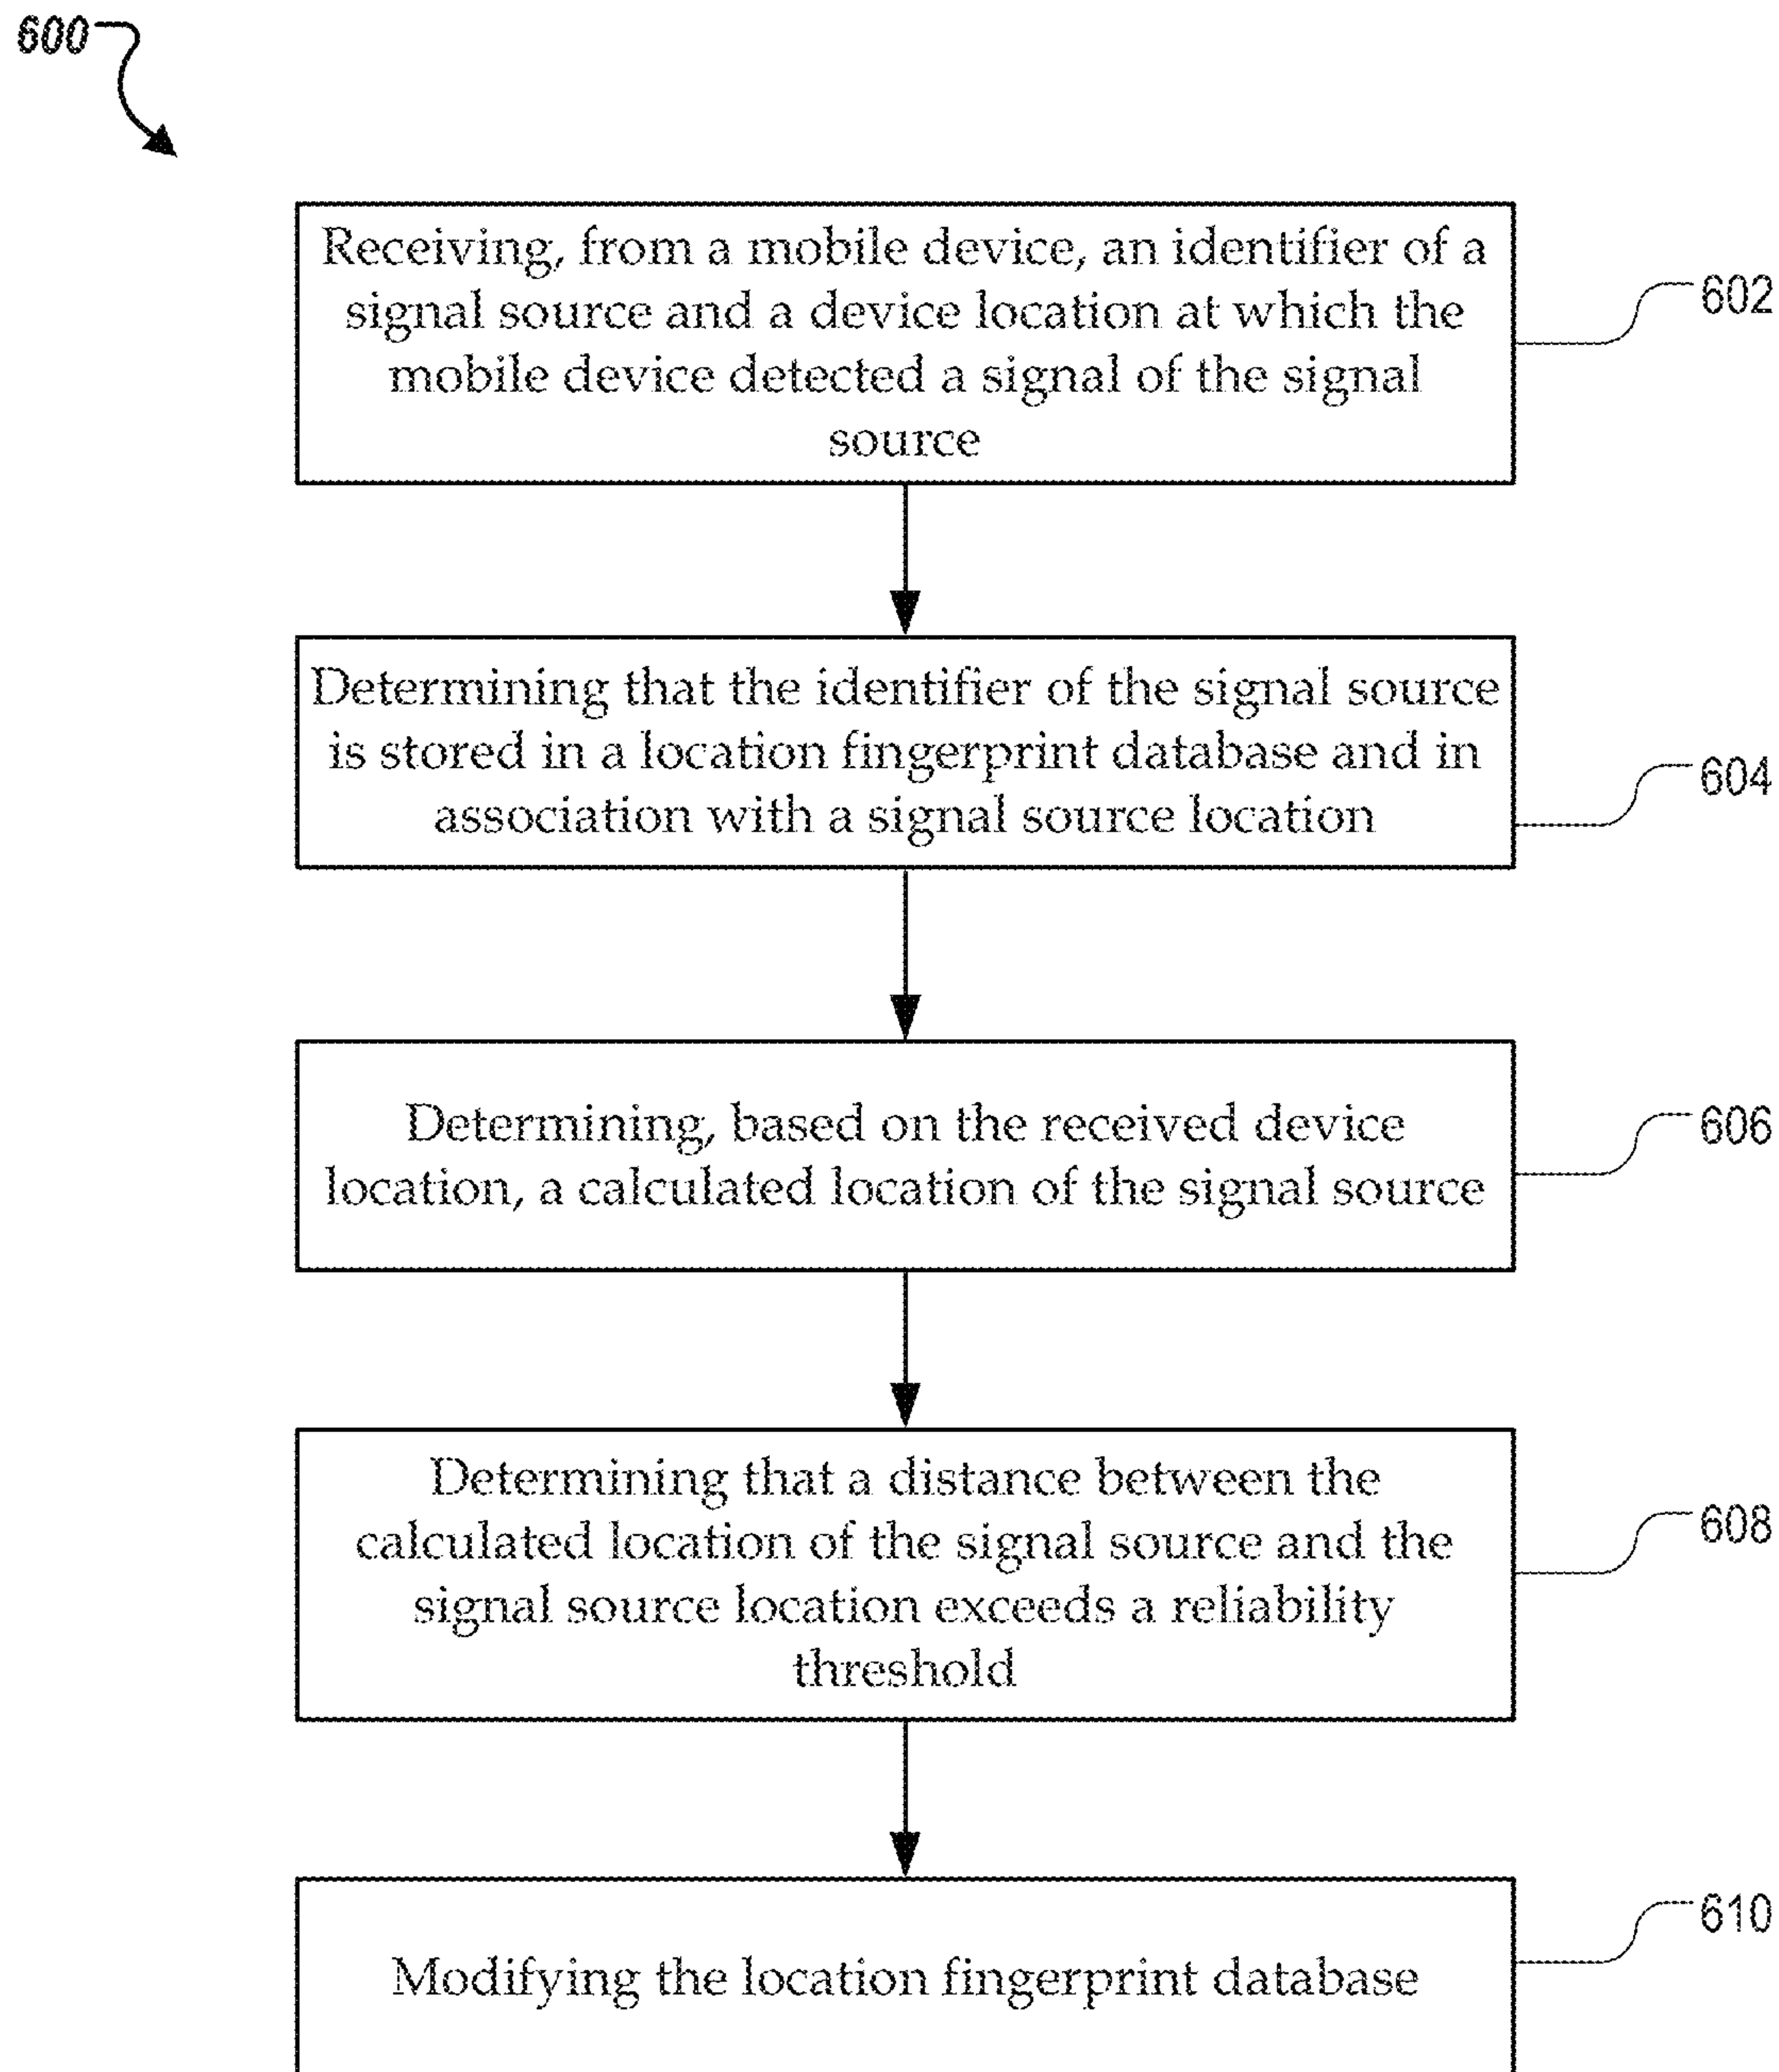 600
Receiving, from a mobile device, an identifier of a
signal source and a device location at which the
mobile device detected a signal of the signal
source
602
Determining that the identifier of the signal source
is stored in a location fingerprint database and in
association with a signal source location
604
Determining, based on the received device
location, a calculated location of the signal source
606
Determining that a distance between the
calculated location of the signal source and the
signal source location exceeds a reliability
threshold
608
Modifying the location fingerprint database
610